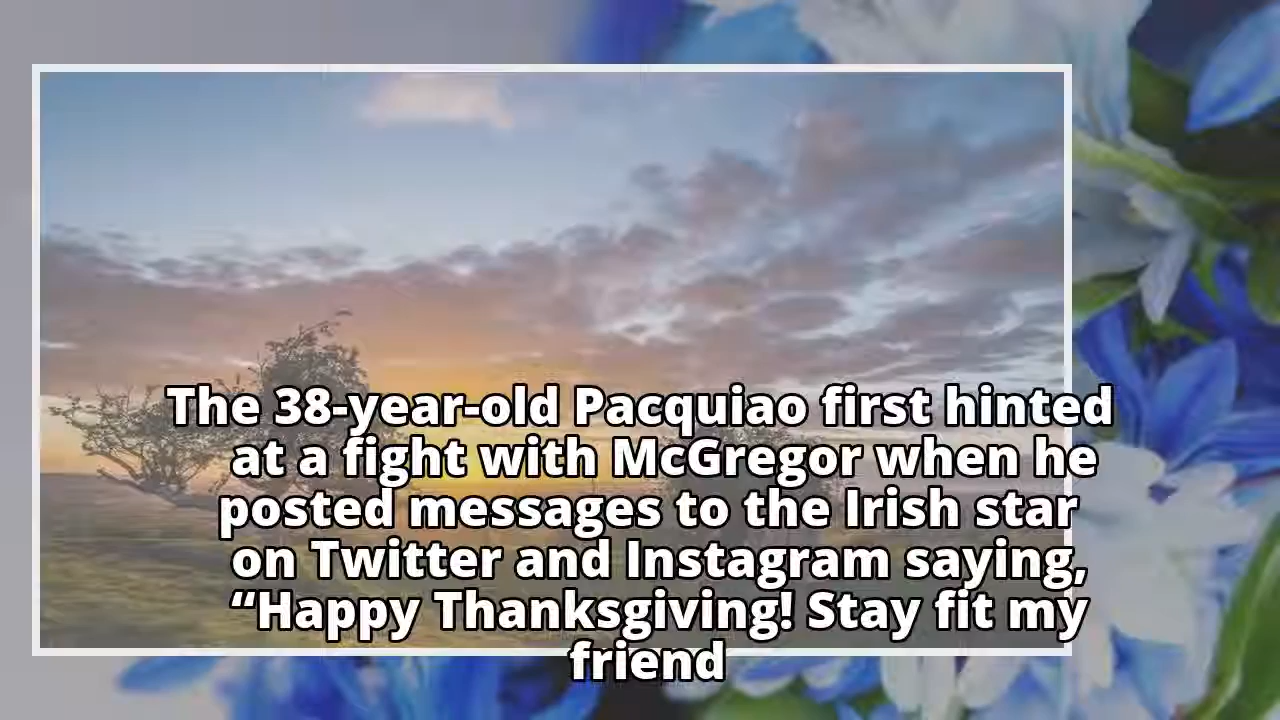 The 38-year-old Pacquiao first hinted
at a fight with McGregor when he
posted messages to the Irish star
on Twitter and Instagram saying,
“Happy Thanksgiving! Stay fit my
friend